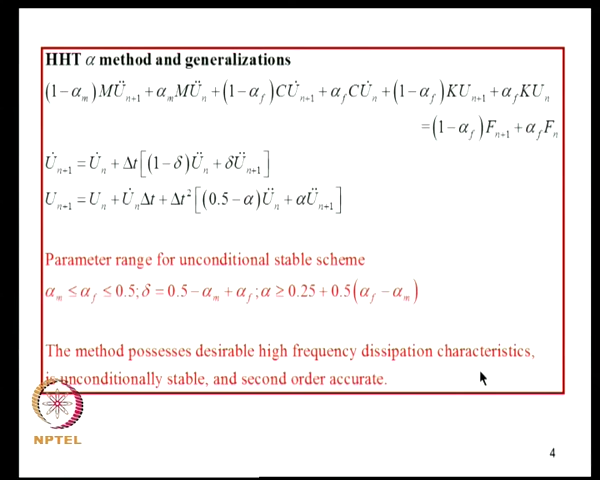 HHT α method and generalizations
(1-α_m)MÜ_{n+1} + α_m MÜ_n + (1-α_f)CU̇_{n+1} + α_f CU̇_n + (1-α_f)KU_{n+1} + α_f KU_n
=(1-α_f)F_{n+1} + α_f F_n
U̇_{n+1} = U̇_n + Δt[(1-δ)Ü_n + δÜ_{n+1}]
U_{n+1} = U_n + U̇_nΔt + Δt²[(0.5-α)Ü_n + αÜ_{n+1}]
Parameter range for unconditional stable scheme
α_m ≤ α_f ≤ 0.5; δ = 0.5 - α_m + α_f; α ≥ 0.25 + 0.5(α_f - α_m)
The method possesses desirable high frequency dissipation characteristics,
is unconditionally stable, and second order accurate.
NPTEL
4